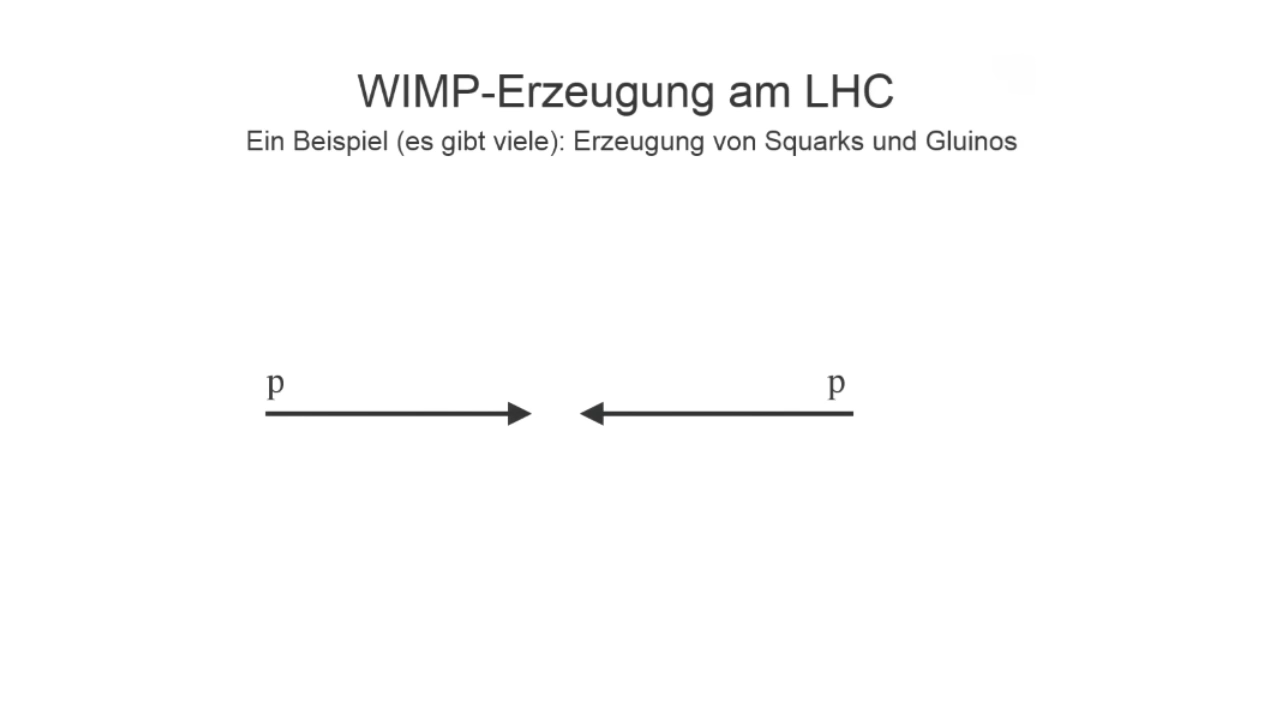 WIMP-Erzeugung am LHC
Ein Beispiel (es gibt viele): Erzeugung von Squarks und Gluinos
p p